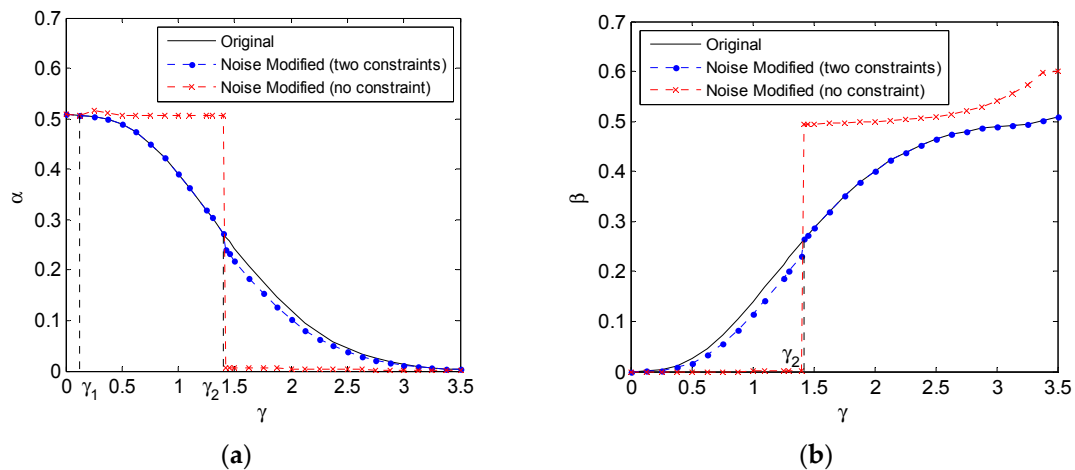 0.7
0.6
0.5
0.4
0.3
0.2
0.1
0
α
Original
Noise Modified (two constraints)
Noise Modified (no constraint)
0 γ1 0.5 1 γ2 1.5 2 2.5 3 3.5
γ
(a)
0.7
0.6
0.5
0.4
0.3
0.2
0.1
0
β
Original
Noise Modified (two constraints)
Noise Modified (no constraint)
γ2
0 0.5 1 1.5 2 2.5 3 3.5
γ
(b)